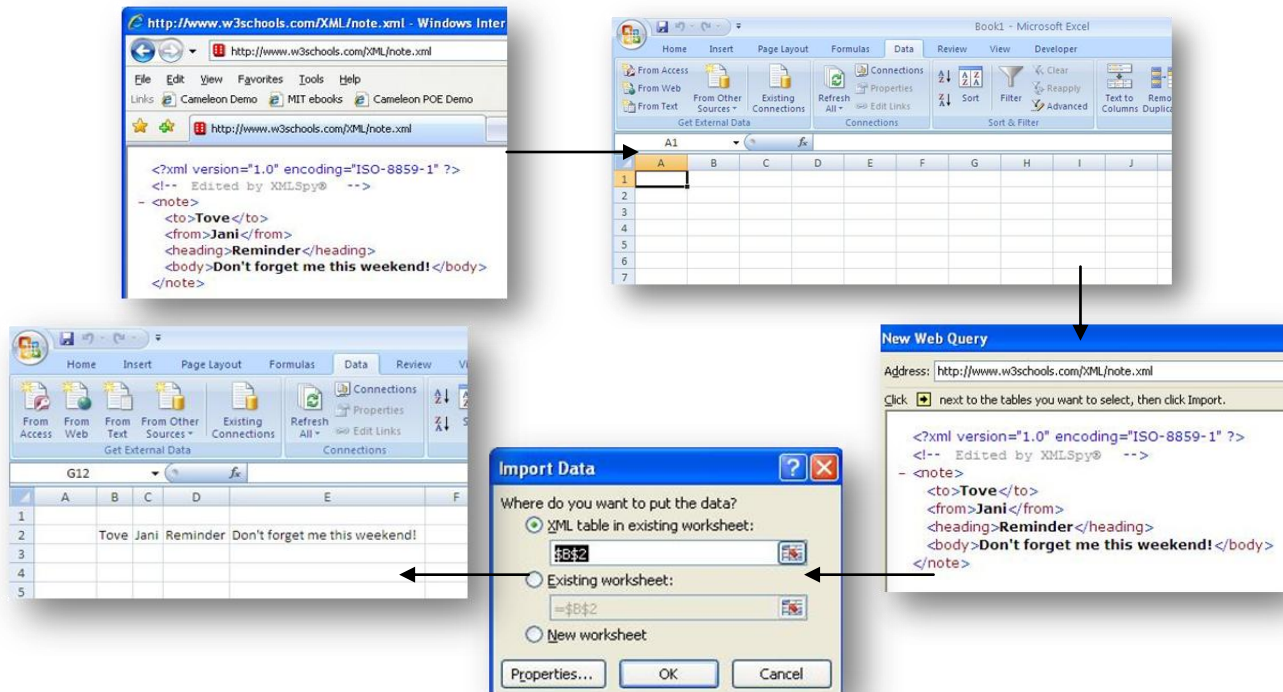 http://www.w3schools.com/XML/note.xml - Windows Inter
http://www.w3schools.com/XML/note.xml
File Edit View Favorites Tools Help
Links Cameleon Demo MIT ebooks Cameleon POE Demo
http://www.w3schools.com/XML/note.xml
<?xml version="1.0" encoding="ISO-8859-1" ?>
<!-- Edited by XMLSpy® -->
- <note>
<to>Tove</to>
<from>Jani</from>
<heading>Reminder</heading>
<body>Don't forget me this weekend!</body>
</note>
Book1 - Microsoft Excel
Home Insert Page Layout Formulas Data Review View Developer
From Access
From Web
From Text
From Other Sources
Existing Connections
Get External Data
Refresh All
Connections
Properties
Edit Links
Connections
Sort
Filter
Clear
Reapply
Advanced
Sort & Filter
Text to Columns
Remo
Duplica
A1 fx
A B C D E F G H I J
1
2
3
4
5
6
7
New Web Query
Address: http://www.w3schools.com/XML/note.xml
Click next to the tables you want to select, then click Import.
<?xml version="1.0" encoding="ISO-8859-1" ?>
<!-- Edited by XMLSpy® -->
- <note>
<to>Tove</to>
<from>Jani</from>
<heading>Reminder</heading>
<body>Don't forget me this weekend!</body>
</note>
Import Data
Where do you want to put the data?
XML table in existing worksheet:
$B$2
Existing worksheet:
=$B$2
New worksheet
Properties... OK Cancel
Home Insert Page Layout Formulas Data Review Vi
From Access
From Web
From Text
From Other Sources
Existing Connections
Get External Data
Refresh All
Connections
Properties
Edit Links
Connections
S
G12 fx
A B C D E F
1
2 Tove Jani Reminder Don't forget me this weekend!
3
4
5